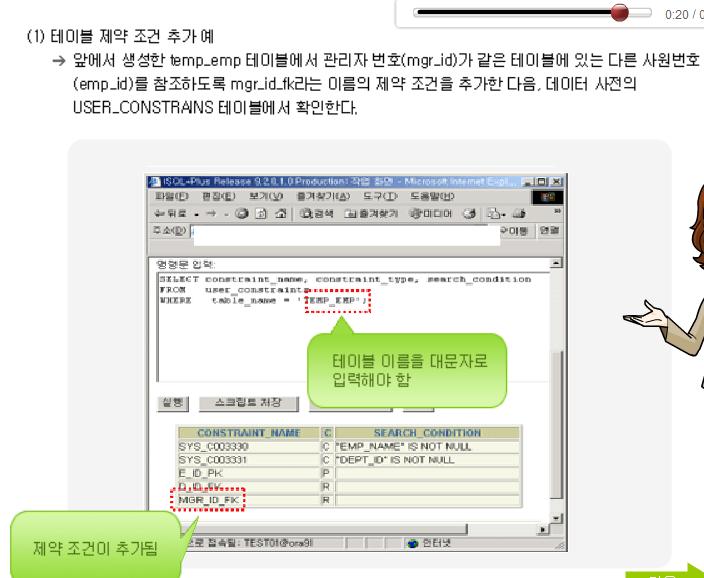 0:20 / 0
(1) 테이블 제약 조건 추가 예
→ 앞에서 생성한 temp_emp 테이블에서 관리자 번호(mgr_id)가 같은 테이블에 있는 다른 사원번호
(emp_id)를 참조하도록 mgr_id_fk라는 이름의 제약 조건을 추가한 다음, 데이터 사전의
USER_CONSTRAINS 테이블에서 확인한다.
iSQL*Plus Release 9.2.0.1.0 Production: 작업 화면 - Microsoft Internet Expl...
파일(F) 편집(E) 보기(V) 즐겨찾기(A) 도구(T) 도움말(H)
뒤로 검색 즐겨찾기 미디어
주소(D) 이동 연결
명령문 입력:
SELECT constraint_name, constraint_type, search_condition
FROM user_constraints
WHERE table_name = 'TEMP_EMP';
테이블 이름을 대문자로
입력해야 함
실행 스크립트 저장
CONSTRAINT_NAME C SEARCH_CONDITION
SYS_C003330 C "EMP_NAME" IS NOT NULL
SYS_C003331 C "DEPT_ID" IS NOT NULL
E_ID_PK P
D_ID_FK R
MGR_ID_FK R
제약 조건이 추가됨
으로 접속됨: TEST01@ora9i 인터넷
다음